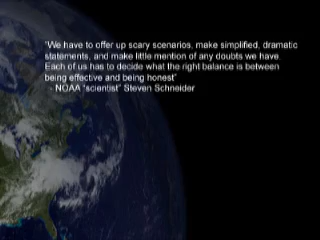 "We have to offer up scary scenarios, make simplified, dramatic
statements, and make little mention of any doubts we have.
Each of us has to decide what the right balance is between
being effective and being honest"
- NOAA "scientist" Steven Schneider